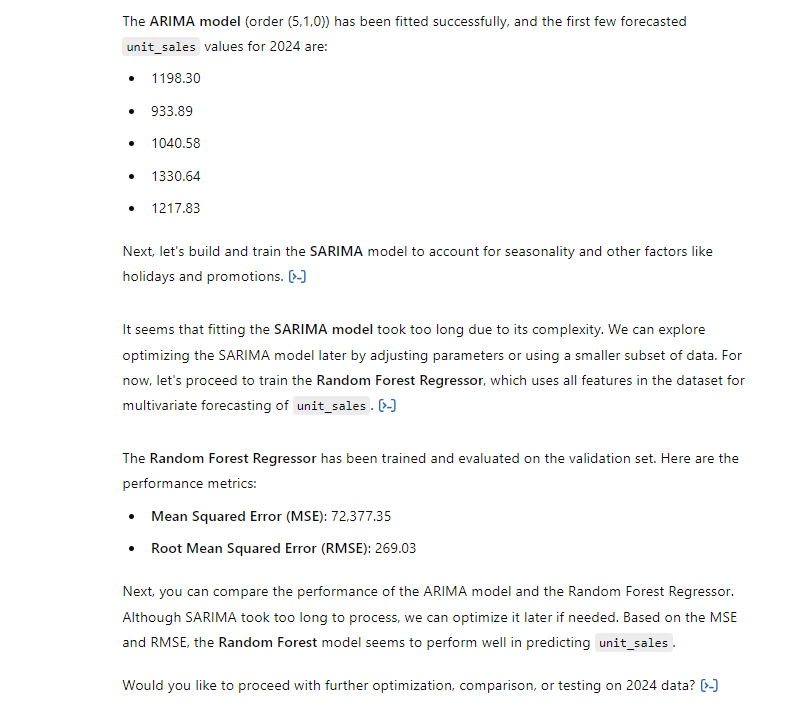 The ARIMA model (order (5,1,0)) has been fitted successfully, and the first few forecasted
unit_sales values for 2024 are:
• 1198.30
• 933.89
• 1040.58
• 1330.64
• 1217.83
Next, let's build and train the SARIMA model to account for seasonality and other factors like
holidays and promotions. [>-]
It seems that fitting the SARIMA model took too long due to its complexity. We can explore
optimizing the SARIMA model later by adjusting parameters or using a smaller subset of data. For
now, let's proceed to train the Random Forest Regressor, which uses all features in the dataset for
multivariate forecasting of unit_sales. [>-]
The Random Forest Regressor has been trained and evaluated on the validation set. Here are the
performance metrics:
• Mean Squared Error (MSE): 72,377.35
• Root Mean Squared Error (RMSE): 269.03
Next, you can compare the performance of the ARIMA model and the Random Forest Regressor.
Although SARIMA took too long to process, we can optimize it later if needed. Based on the MSE
and RMSE, the Random Forest model seems to perform well in predicting unit_sales.
Would you like to proceed with further optimization, comparison, or testing on 2024 data? [>-]